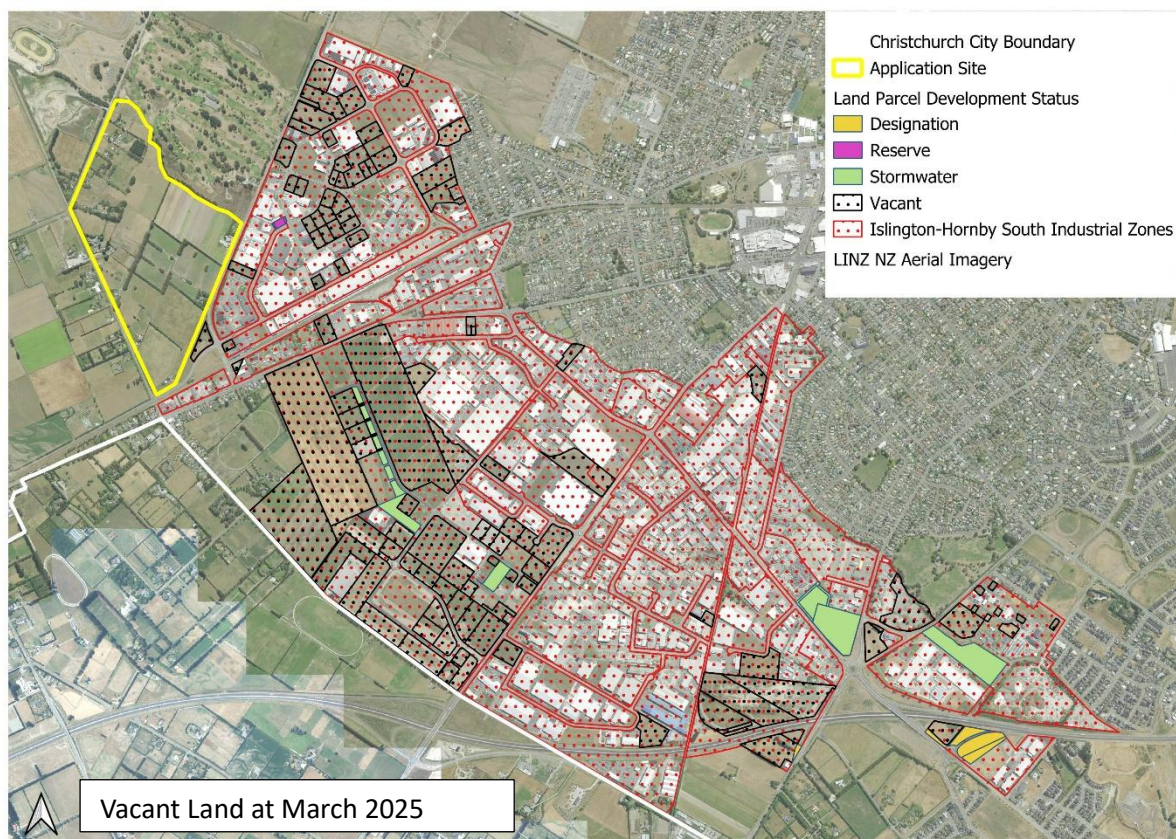 Christchurch City Boundary
Application Site
Land Parcel Development Status
Designation
Reserve
Stormwater
Vacant
Islington-Hornby South Industrial Zones
LINZ NZ Aerial Imagery
Vacant Land at March 2025